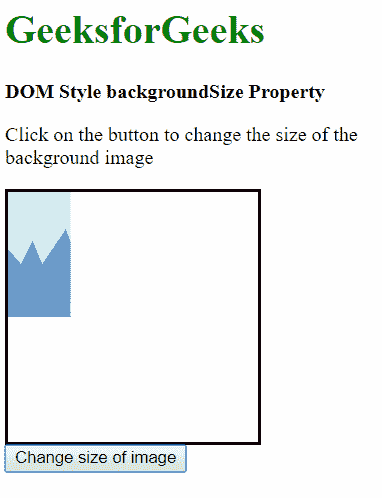 GeeksforGeeks
DOM Style backgroundSize Property
Click on the button to change the size of the
background image
Change size of image